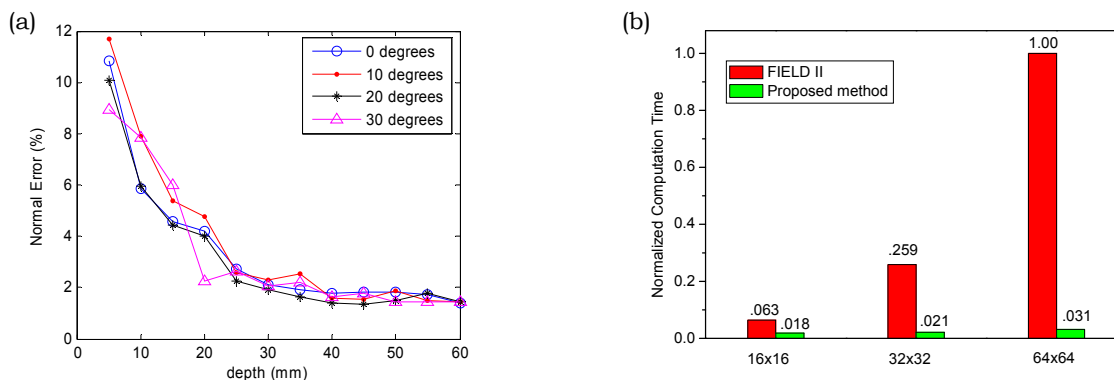 (a)
12
10
8
6
4
2
0
Normal Error (%)
0 degrees
10 degrees
20 degrees
30 degrees
0 10 20 30 40 50 60
depth (mm)
(b)
1.0
0.8
0.6
0.4
0.2
0.0
Normalized Computation Time
FIELD II
Proposed method
.063
.018
.259
.021
1.00
.031
16x16 32x32 64x64